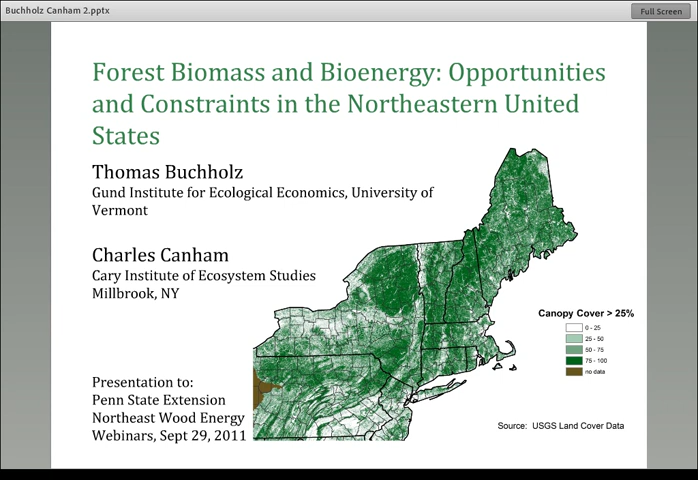 Buchholz Canham 2.pptx
Full Screen
Forest Biomass and Bioenergy: Opportunities
and Constraints in the Northeastern United
States
Thomas Buchholz
Gund Institute for Ecological Economics, University of
Vermont
Charles Canham
Cary Institute of Ecosystem Studies
Millbrook, NY
Canopy Cover > 25%
0 - 25
25 - 50
50 - 75
75 - 100
no data
Presentation to:
Penn State Extension
Northeast Wood Energy
Webinars, Sept 29, 2011
Source: USGS Land Cover Data